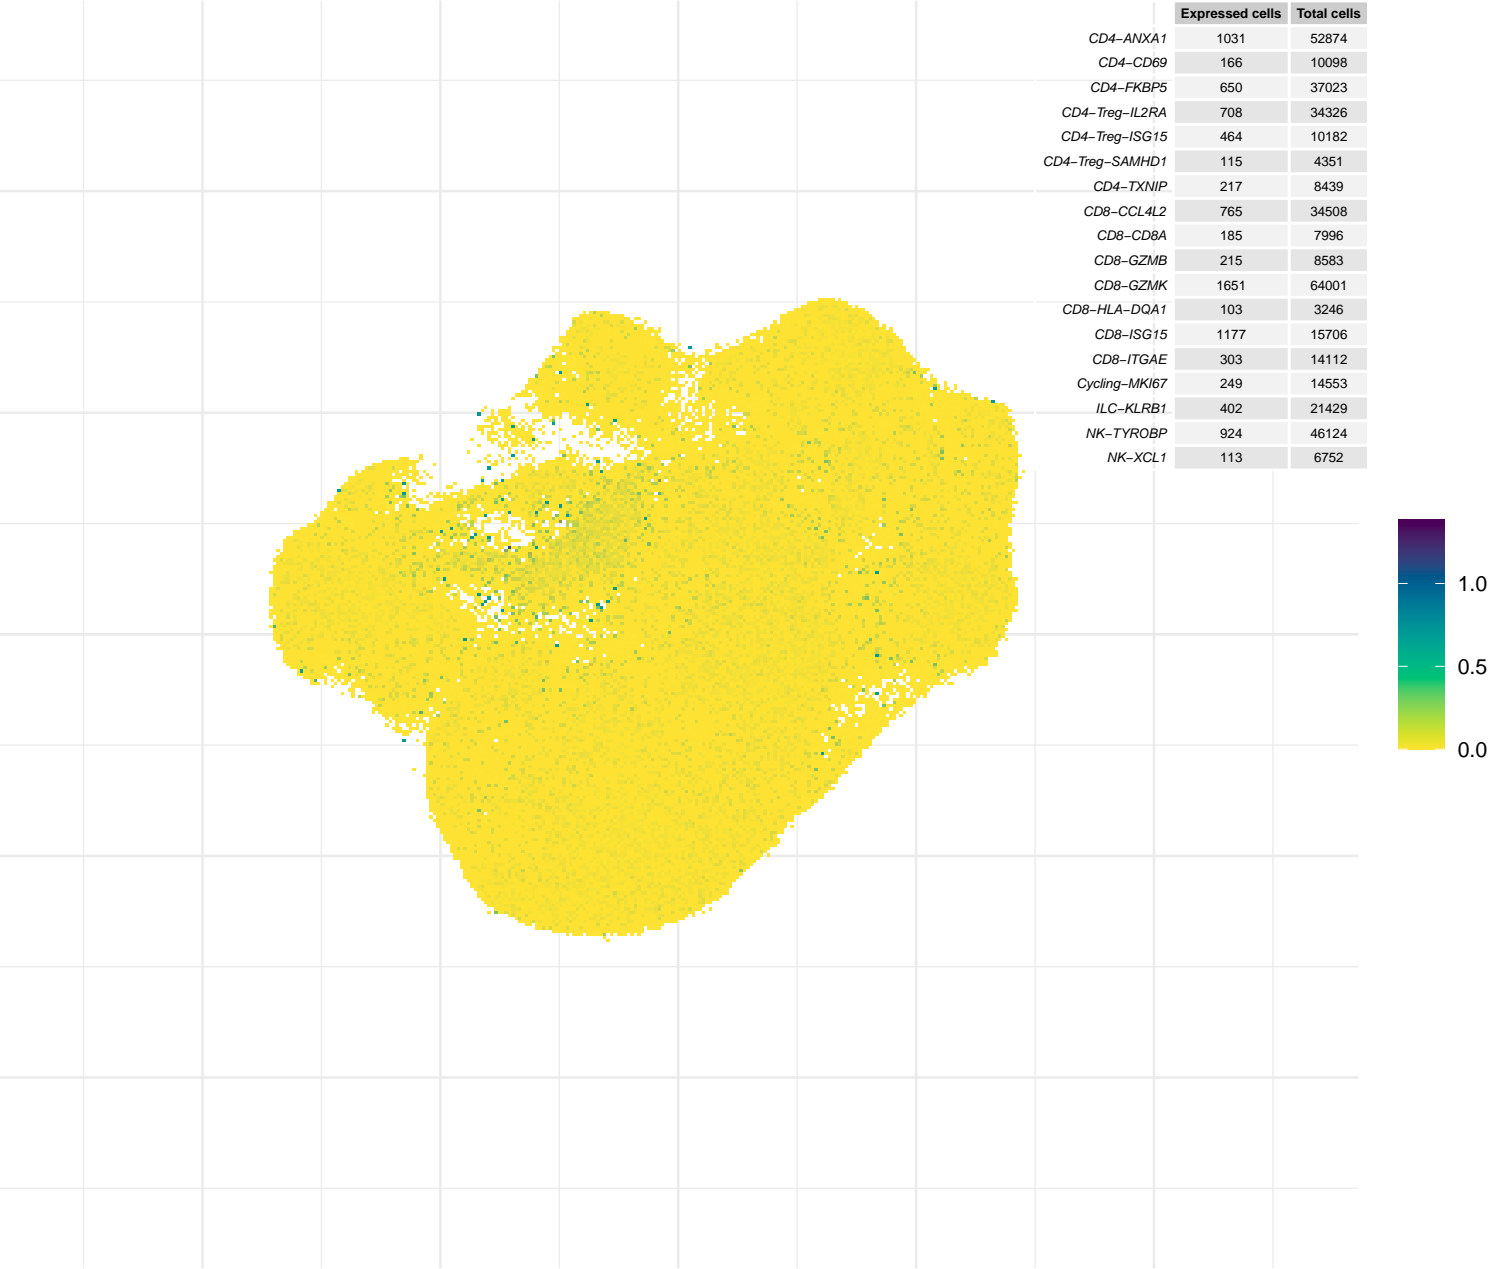 Expressed cells Total cells
CD4−ANXA1 1031 52874
CD4−CD69 166 10098
CD4−FKBP5 650 37023
CD4−Treg−IL2RA 708 34326
CD4−Treg−ISG15 464 10182
CD4−Treg−SAMHD1 115 4351
CD4−TXNIP 217 8439
CD8−CCL4L2 765 34508
CD8−CD8A 185 7996
CD8−GZMB 215 8583
CD8−GZMK 1651 64001
CD8−HLA−DQA1 103 3246
CD8−ISG15 1177 15706
CD8−ITGAE 303 14112
Cycling−MKI67 249 14553
ILC−KLRB1 402 21429
NK−TYROBP 924 46124
NK−XCL1 113 6752
1.0
0.5
0.0